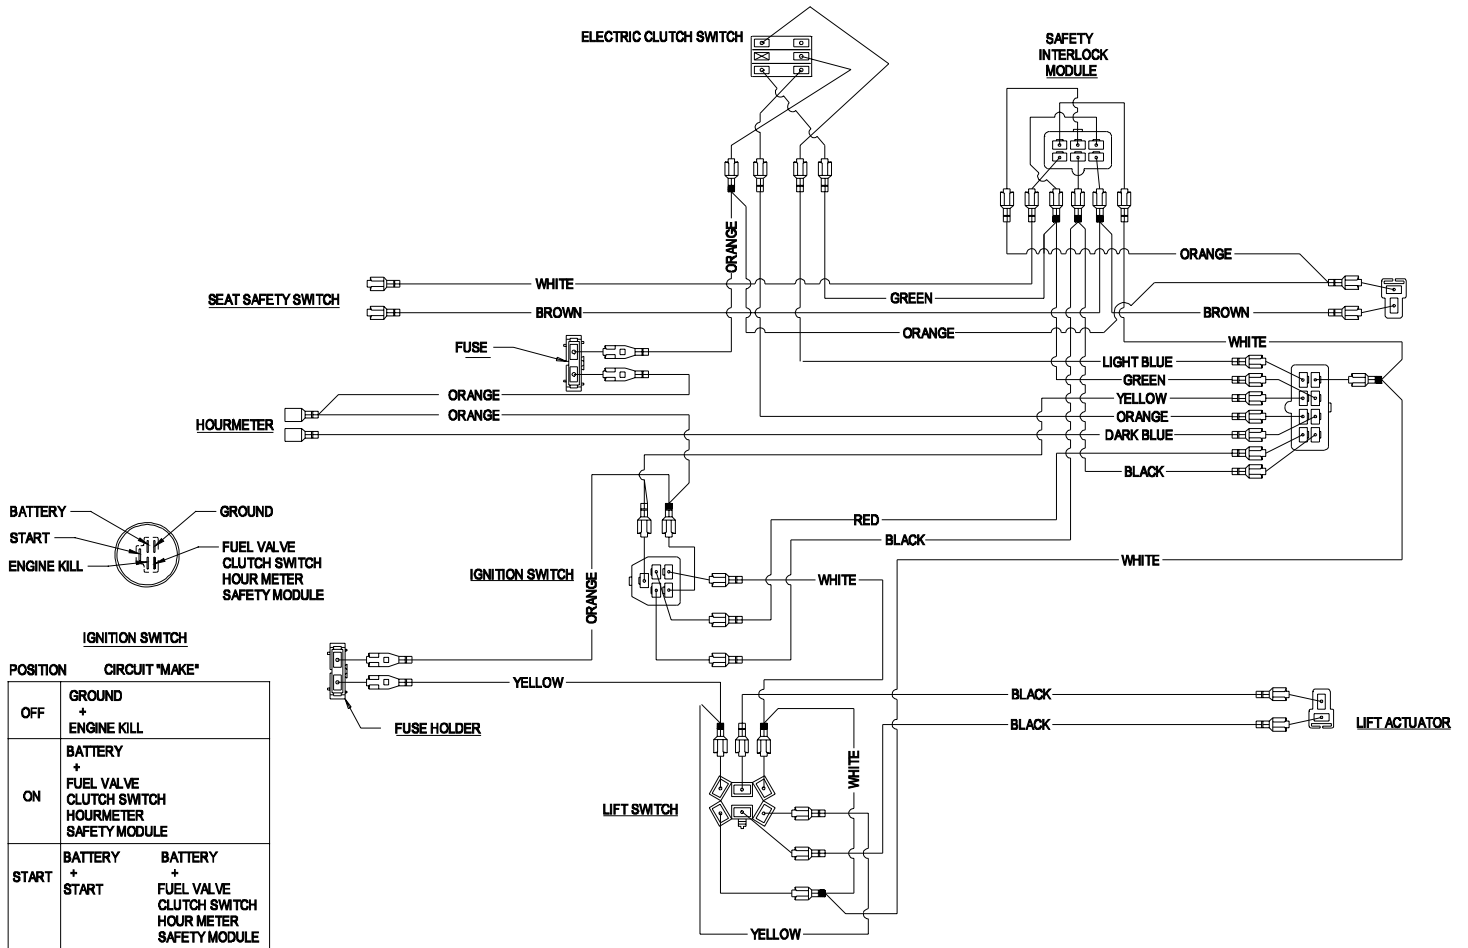 ELECTRIC CLUTCH SWITCH
SAFETY
INTERLOCK
MODULE
ORANGE
ORANGE
WHITE
SEAT SAFETY SWITCH
GREEN
BROWN
BROWN
ORANGE
WHITE
FUSE
LIGHT BLUE
GREEN
ORANGE
YELLOW
ORANGE
ORANGE
HOURMETER
DARK BLUE
BLACK
BATTERY
GROUND
START
RED
ENGINE KILL
FUEL VALVE
CLUTCH SWITCH
HOUR METER
SAFETY MODULE
BLACK
WHITE
IGNITION SWITCH
WHITE
ORANGE
IGNITION SWITCH
POSITION CIRCUIT "MAKE"
OFF
GROUND
+
ENGINE KILL
ON
BATTERY
+
FUEL VALVE
CLUTCH SWITCH
HOURMETER
SAFETY MODULE
START
BATTERY
+
START
BATTERY
+
FUEL VALVE
CLUTCH SWITCH
HOUR METER
SAFETY MODULE
YELLOW
FUSE HOLDER
BLACK
BLACK
LIFT ACTUATOR
WHITE
LIFT SWITCH
YELLOW